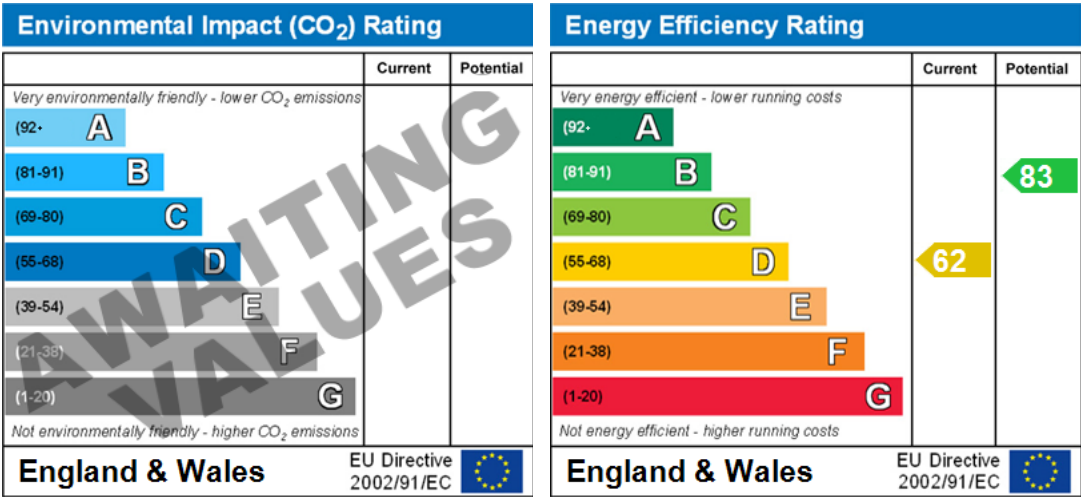 Environmental Impact (CO2) Rating
Current Potential
Very environmentally friendly - lower CO2 emissions
(92+ A
(81-91) B
(69-80) C
(55-68) D
(39-54) E
(21-38) F
(1-20) G
Not environmentally friendly - higher CO2 emissions
AWAITING
VALUES
England & Wales
EU Directive
2002/91/EC
Energy Efficiency Rating
Current Potential
Very energy efficient - lower running costs
(92+ A
(81-91) B
83
(69-80) C
(55-68) D
62
(39-54) E
(21-38) F
(1-20) G
Not energy efficient - higher running costs
England & Wales
EU Directive
2002/91/EC